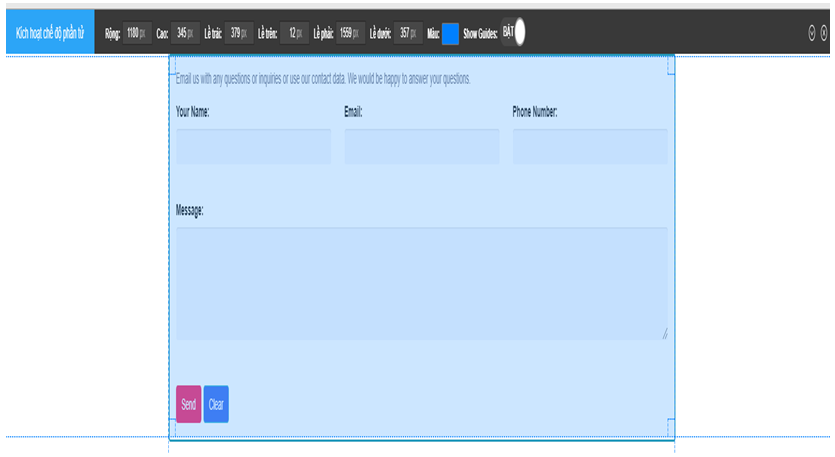 Kích hoạt chế độ phần tử Rộng: 1180 px Cao: 345 px Lề trái: 379 px Lề trên: 12 px Lề phải: 1559 px Lề dưới: 357 px Màu: Show Guides: BẬT
Email us with any questions or inquiries or use our contact data. We would be happy to answer your questions.
Your Name: Email: Phone Number:
Message:
Send Clear